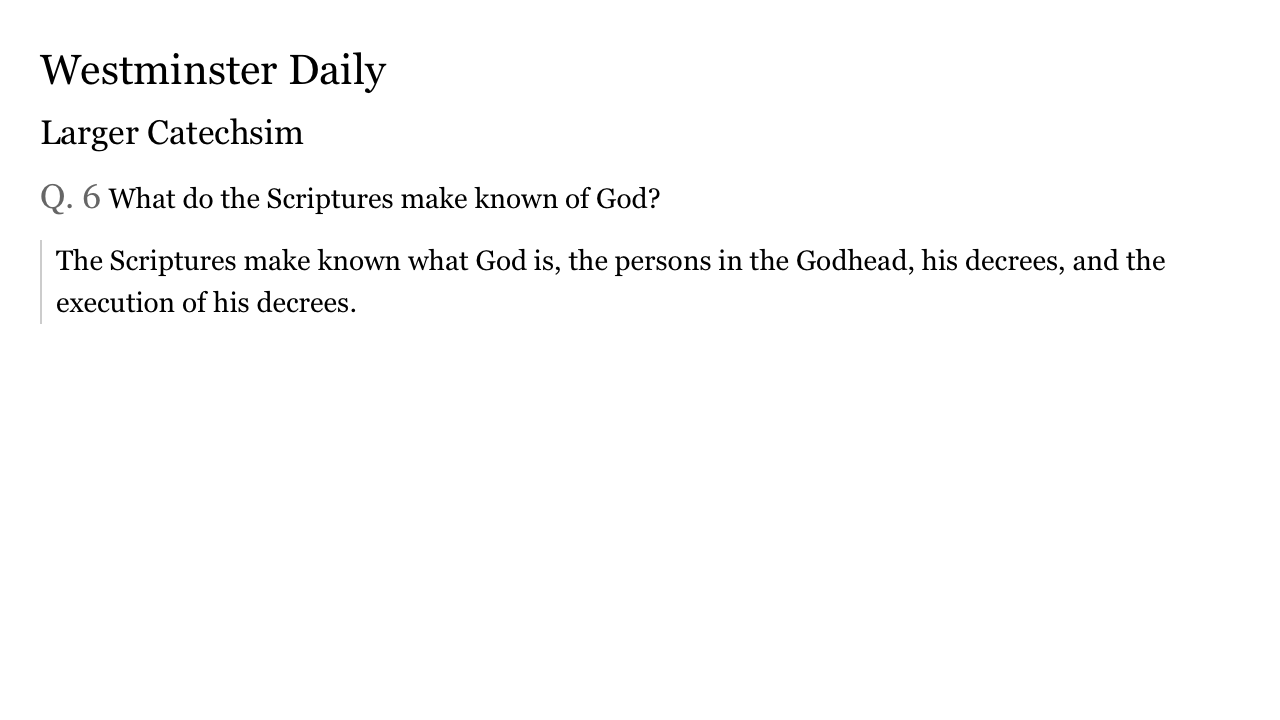 Westminster Daily
Larger Catechsim
Q. 6 What do the Scriptures make known of God?
The Scriptures make known what God is, the persons in the Godhead, his decrees, and the
execution of his decrees.